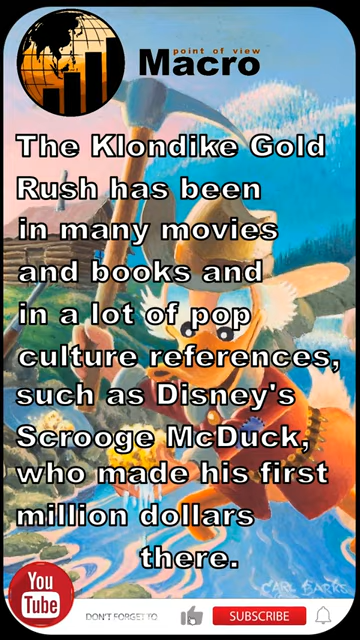 point of view
Macro
The Klondike Gold
Rush has been
in many movies
and books and
in a lot of pop
culture references,
such as Disney's
Scrooge McDuck,
who made his first
million dollars
there.
CARL BARKS
You
Tube
DON'T FORGET TO
SUBSCRIBE